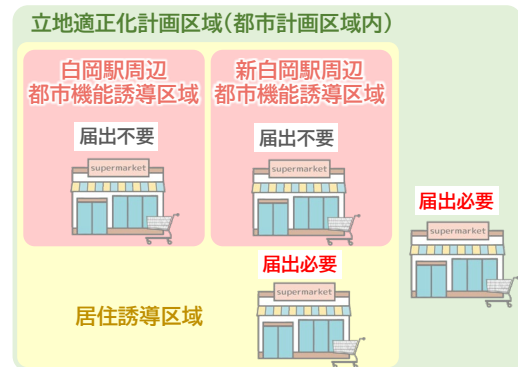 立地適正化計画区域(都市計画区域内)
白岡駅周辺
都市機能誘導区域
届出不要
supermarket
新白岡駅周辺
都市機能誘導区域
届出不要
supermarket
届出必要
supermarket
届出必要
supermarket
居住誘導区域